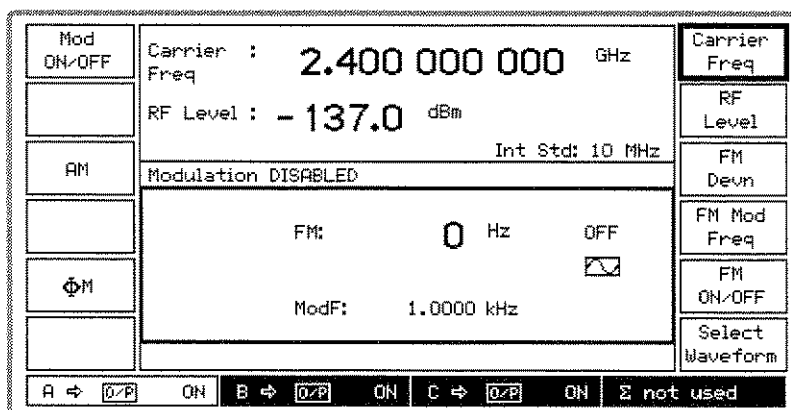 Mod
ON/OFF
AM
ΦM
Carrier Freq : 2.400 000 000 GHz
RF Level : - 137.0 dBm
Int Std: 10 MHz
Modulation DISABLED
FM: 0 Hz OFF
ModF: 1.0000 kHz
Carrier
Freq
RF
Level
FM
Devn
FM Mod
Freq
FM
ON/OFF
Select
Waveform
A ⇨ O/P ON B ⇨ O/P ON C ⇨ O/P ON Σ not used